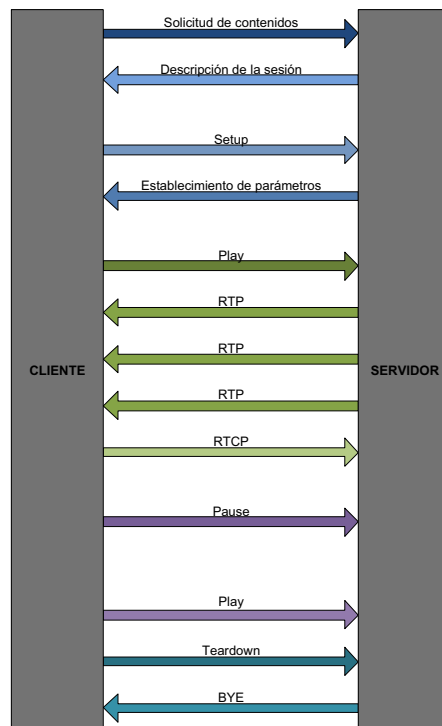 Solicitud de contenidos
Descripción de la sesión
Setup
Establecimiento de parámetros
Play
RTP
RTP
CLIENTE
SERVIDOR
RTP
RTCP
Pause
Play
Teardown
BYE